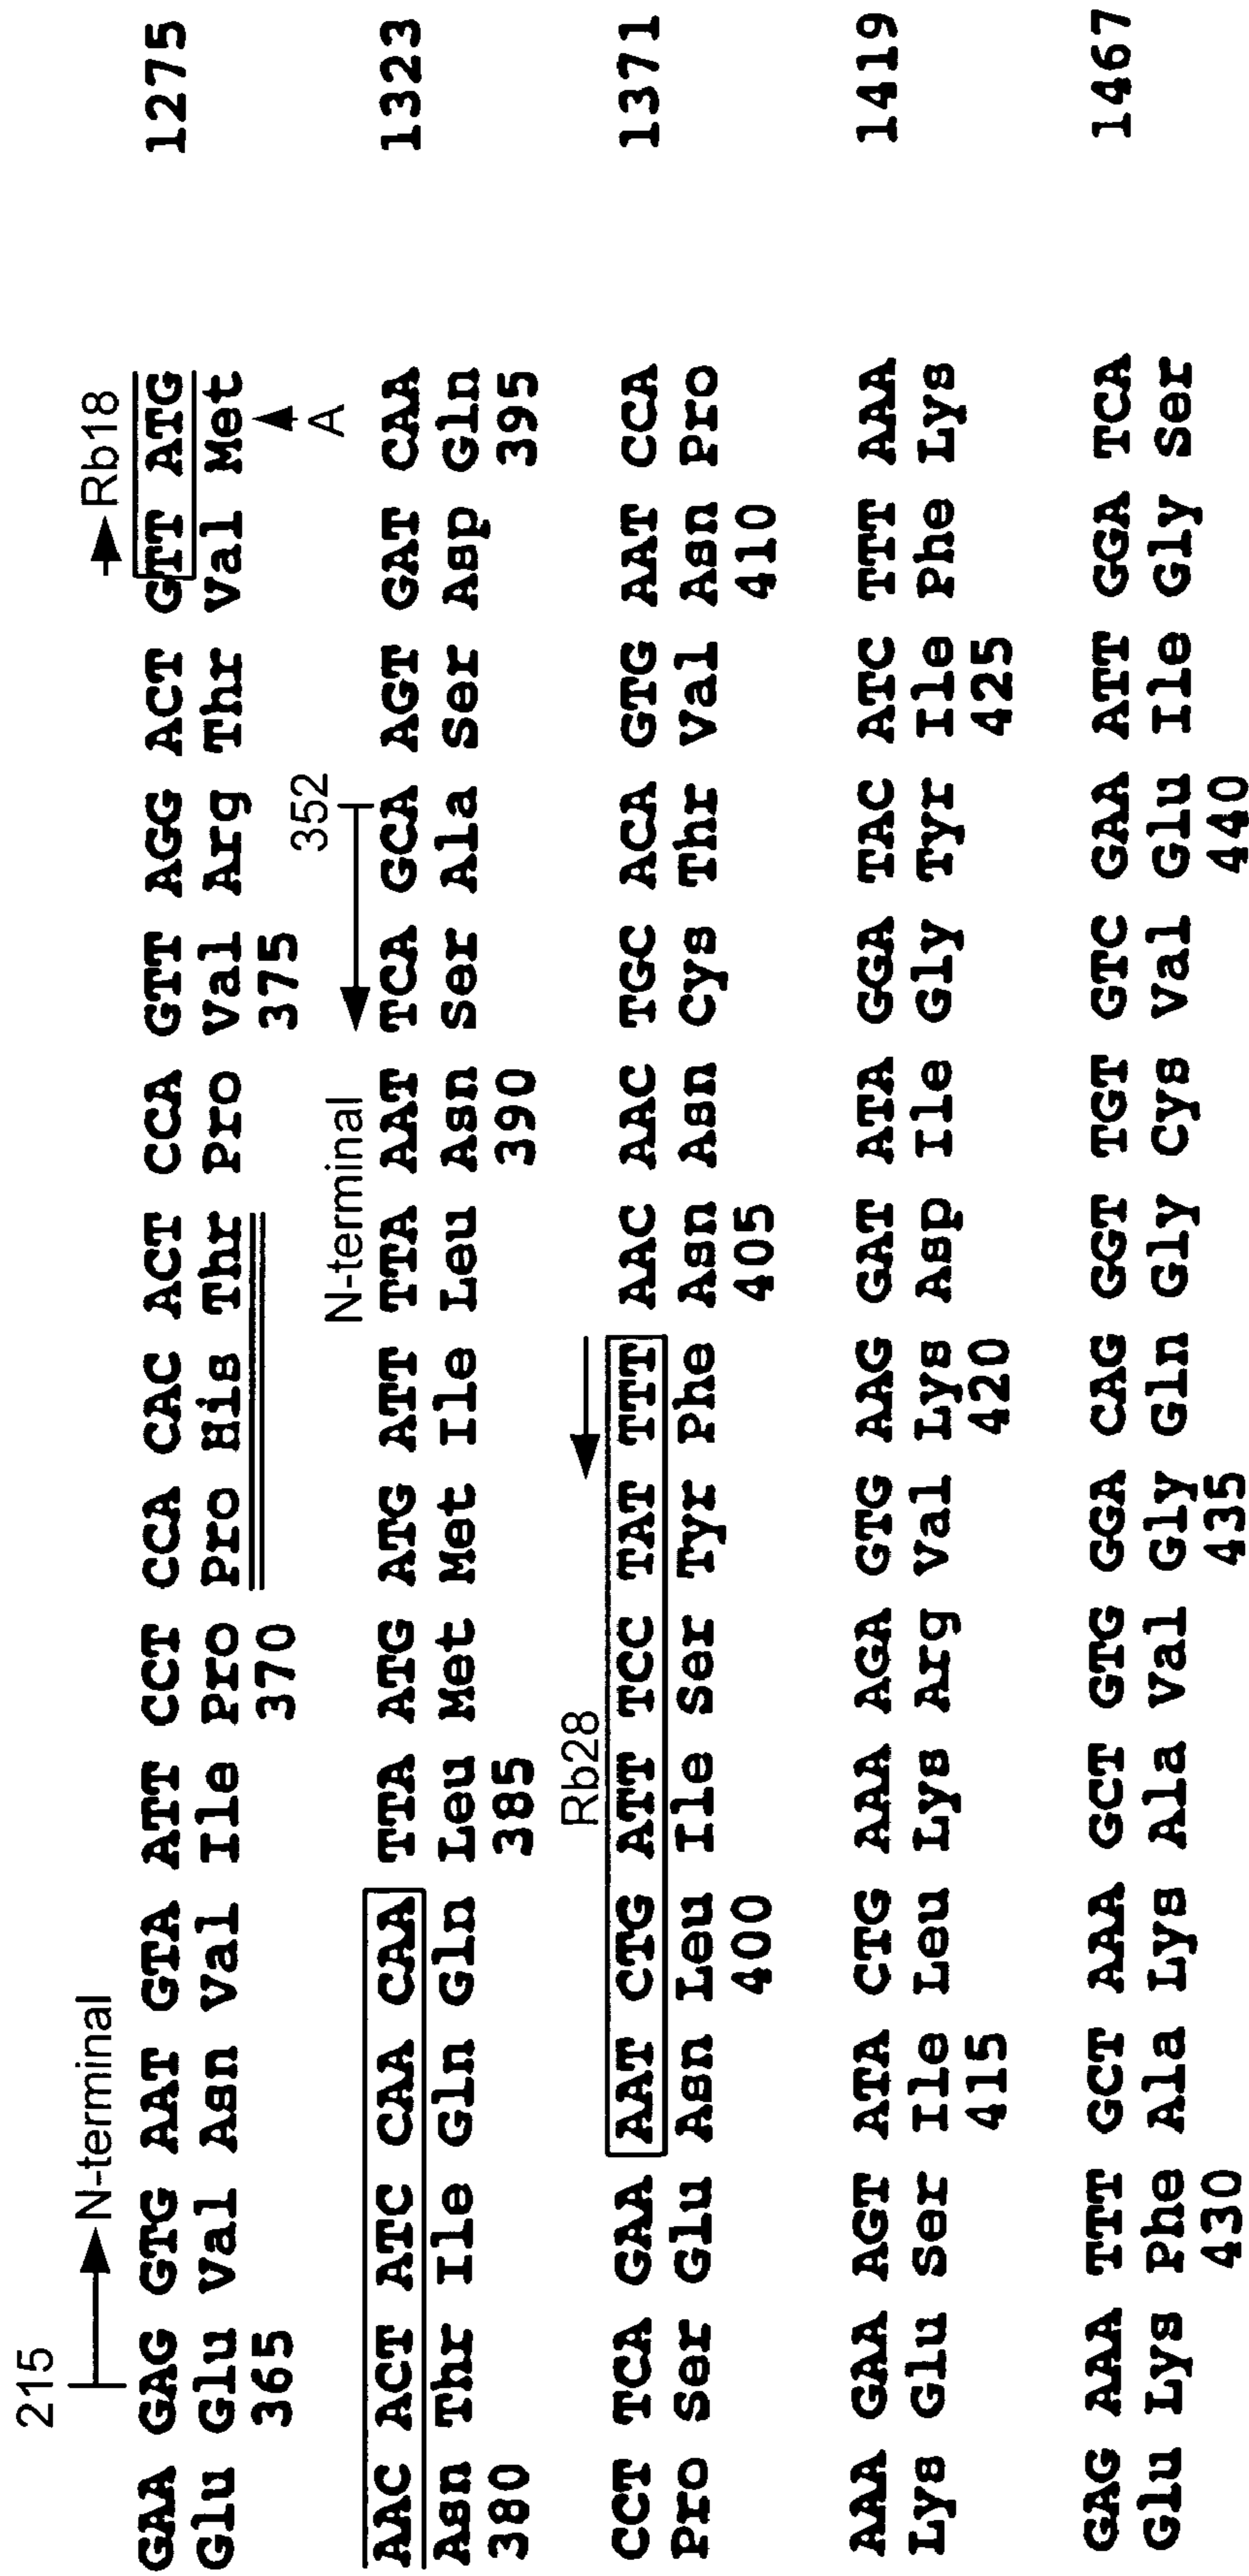 215
N-terminal
Rb18
GAA GAG GTG AAT GTA ATT CCT CCA CAC ACT CCA GTT AGG ACT GTT ATG 1275
Glu Glu Val Asn Val Ile Pro Pro His Thr Pro Val Arg Thr Val Met
365 370 375
A
N-terminal
352
AAC ACT ATC CAA CAA TTA ATG ATG ATT TTA AAT TCA GCA AGT GAT CAA 1323
Asn Thr Ile Gln Gln Leu Met Met Ile Leu Asn Ser Ala Ser Asp Gln
380 385 390 395
Rb28
CCT TCA GAA AAT CTG ATT TCC TAT TTT AAC AAC TGC ACA GTG AAT CCA 1371
Pro Ser Glu Asn Leu Ile Ser Tyr Phe Asn Asn Cys Thr Val Asn Pro
400 405 410
AAA GAA AGT ATA CTG AAA AGA GTG AAG GAT ATA GGA TAC ATC TTT AAA 1419
Lys Glu Ser Ile Leu Lys Arg Val Lys Asp Ile Gly Tyr Ile Phe Lys
415 420 425
GAG AAA TTT GCT AAA GCT GTG GGA CAG GGT TGT GTC GAA ATT GGA TCA 1467
Glu Lys Phe Ala Lys Ala Val Gly Gln Gly Cys Val Glu Ile Gly Ser
430 435 440